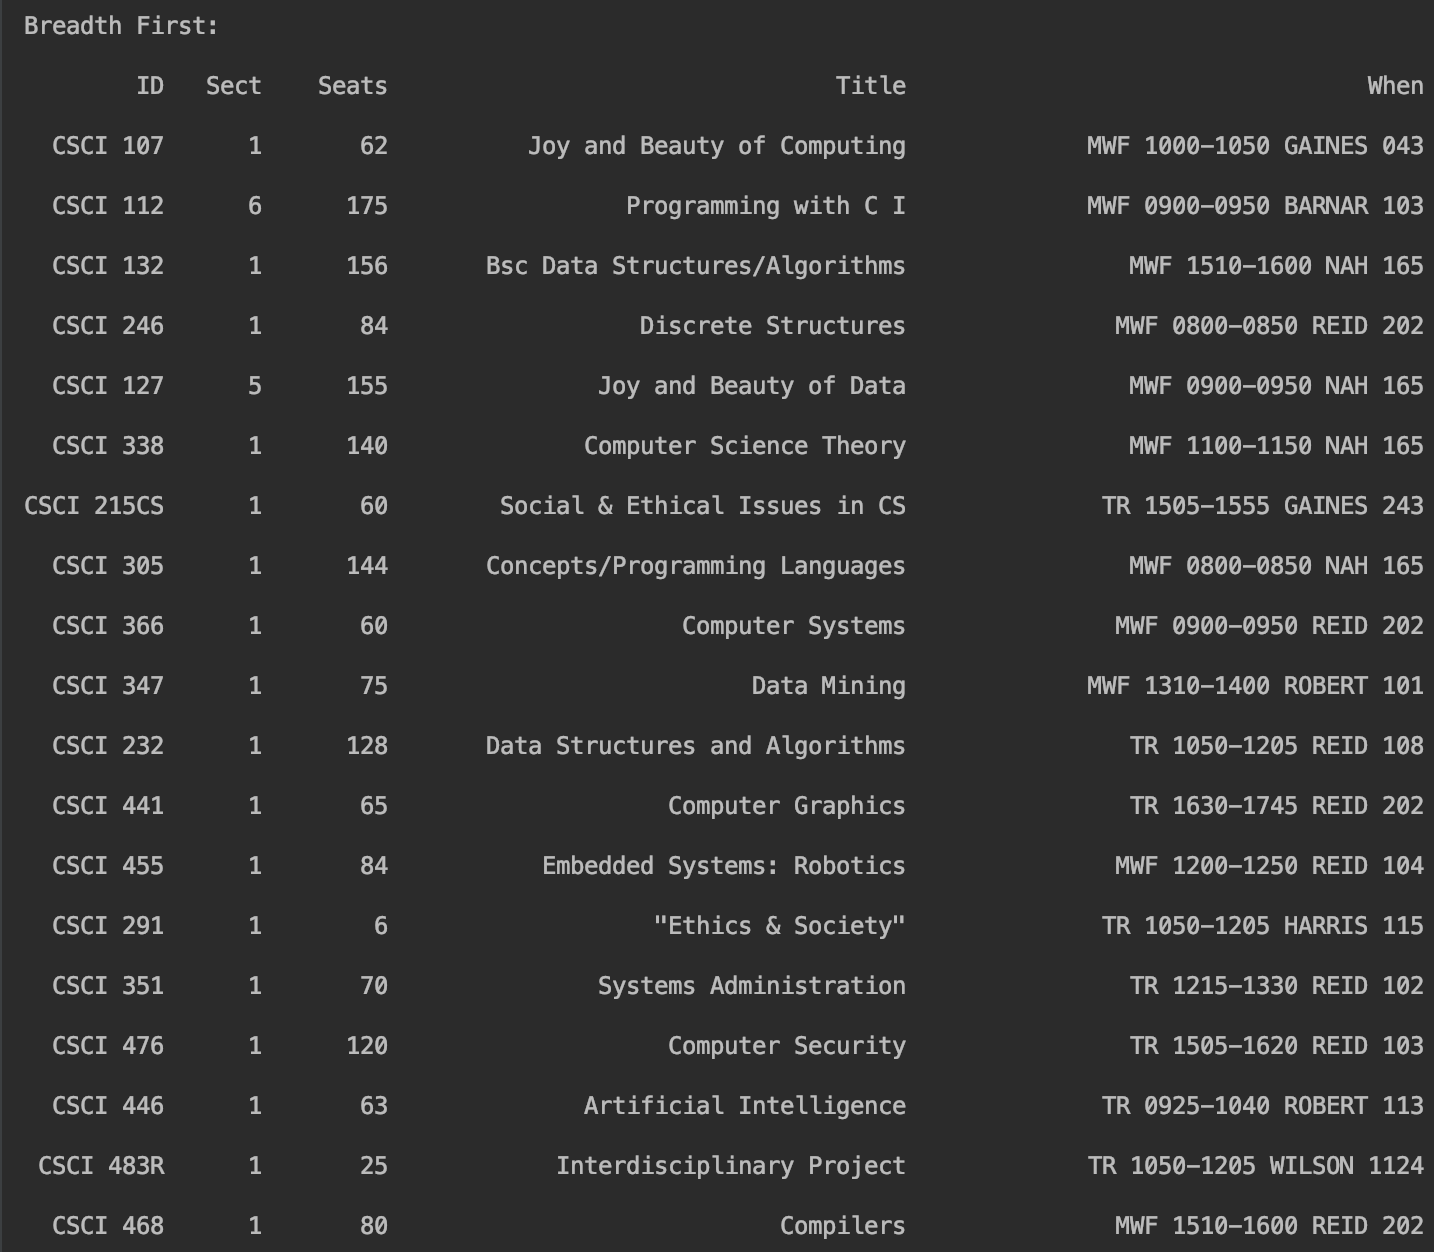 Breadth First:
ID Sect Seats Title When
CSCI 107 1 62 Joy and Beauty of Computing MWF 1000-1050 GAINES 043
CSCI 112 6 175 Programming with C I MWF 0900-0950 BARNAR 103
CSCI 132 1 156 Bsc Data Structures/Algorithms MWF 1510-1600 NAH 165
CSCI 246 1 84 Discrete Structures MWF 0800-0850 REID 202
CSCI 127 5 155 Joy and Beauty of Data MWF 0900-0950 NAH 165
CSCI 338 1 140 Computer Science Theory MWF 1100-1150 NAH 165
CSCI 215CS 1 60 Social & Ethical Issues in CS TR 1505-1555 GAINES 243
CSCI 305 1 144 Concepts/Programming Languages MWF 0800-0850 NAH 165
CSCI 366 1 60 Computer Systems MWF 0900-0950 REID 202
CSCI 347 1 75 Data Mining MWF 1310-1400 ROBERT 101
CSCI 232 1 128 Data Structures and Algorithms TR 1050-1205 REID 108
CSCI 441 1 65 Computer Graphics TR 1630-1745 REID 202
CSCI 455 1 84 Embedded Systems: Robotics MWF 1200-1250 REID 104
CSCI 291 1 6 "Ethics & Society" TR 1050-1205 HARRIS 115
CSCI 351 1 70 Systems Administration TR 1215-1330 REID 102
CSCI 476 1 120 Computer Security TR 1505-1620 REID 103
CSCI 446 1 63 Artificial Intelligence TR 0925-1040 ROBERT 113
CSCI 483R 1 25 Interdisciplinary Project TR 1050-1205 WILSON 1124
CSCI 468 1 80 Compilers MWF 1510-1600 REID 202